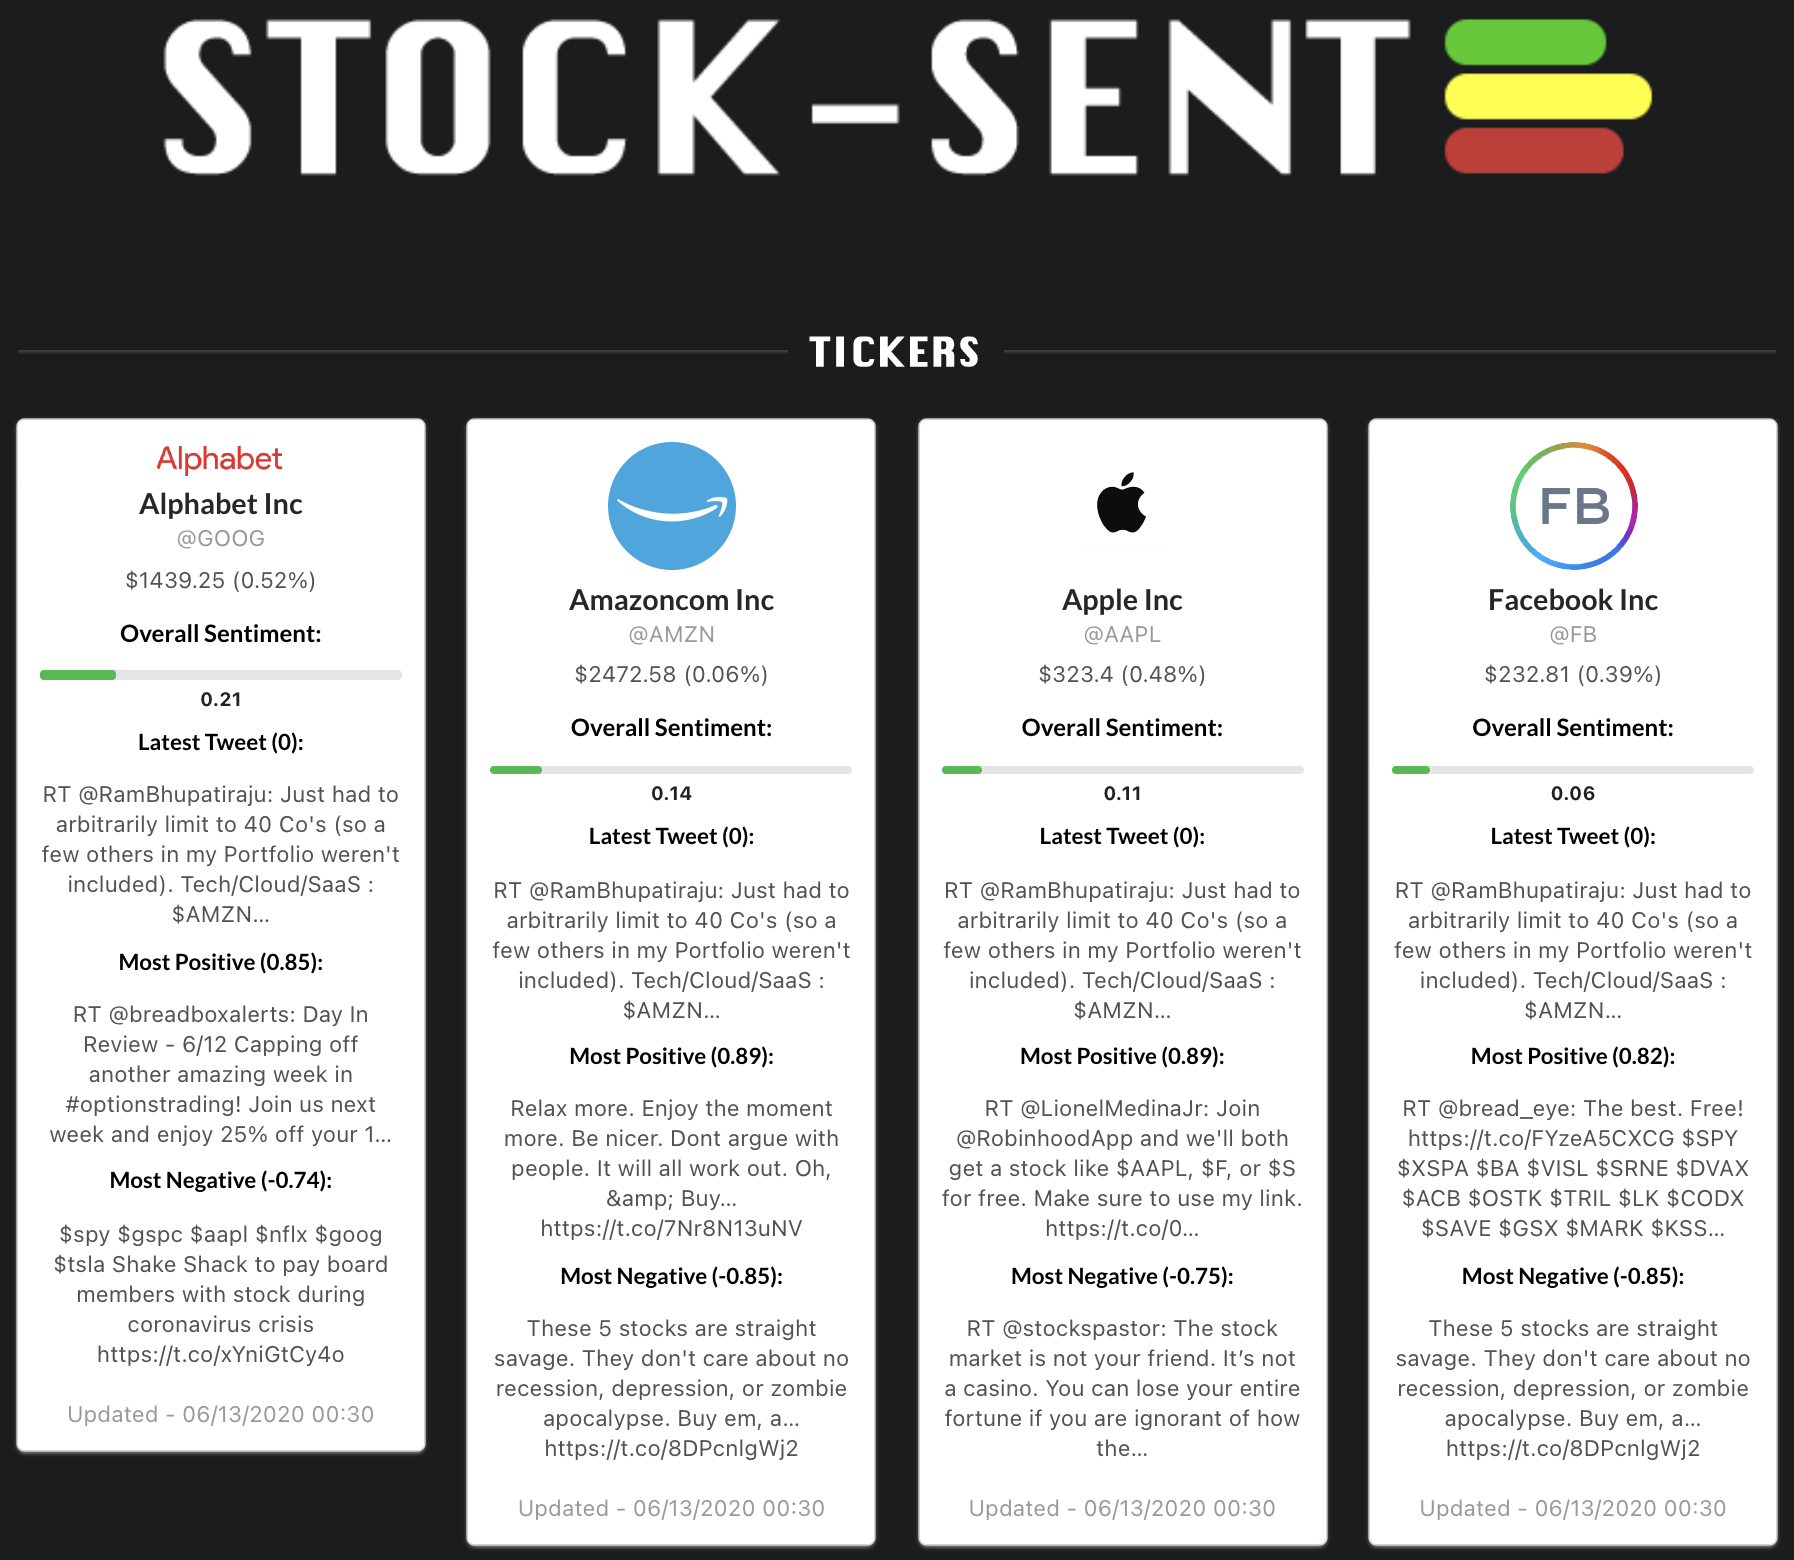 STOCK-SENT
TICKERS
Alphabet
Alphabet Inc
@GOOG
$1439.25 (0.52%)
Overall Sentiment:
0.21
Latest Tweet (0):
RT @RamBhupatiraju: Just had to
arbitrarily limit to 40 Co's (so a
few others in my Portfolio weren't
included). Tech/Cloud/SaaS :
$AMZN...
Most Positive (0.85):
RT @breadboxalerts: Day In
Review - 6/12 Capping off
another amazing week in
#optionstrading! Join us next
week and enjoy 25% off your 1...
Most Negative (-0.74):
$spy $gspc $aapl $nflx $goog
$tsla Shake Shack to pay board
members with stock during
coronavirus crisis
https://t.co/xYniGtCy4o
Updated - 06/13/2020 00:30
Amazoncom Inc
@AMZN
$2472.58 (0.06%)
Overall Sentiment:
0.14
Latest Tweet (0):
RT @RamBhupatiraju: Just had to
arbitrarily limit to 40 Co's (so a
few others in my Portfolio weren't
included). Tech/Cloud/SaaS :
$AMZN...
Most Positive (0.89):
Relax more. Enjoy the moment
more. Be nicer. Dont argue with
people. It will all work out. Oh,
&amp; Buy...
https://t.co/7Nr8N13uNV
Most Negative (-0.85):
These 5 stocks are straight
savage. They don't care about no
recession, depression, or zombie
apocalypse. Buy em, a...
https://t.co/8DPcnlgWj2
Updated - 06/13/2020 00:30
Apple Inc
@AAPL
$323.4 (0.48%)
Overall Sentiment:
0.11
Latest Tweet (0):
RT @RamBhupatiraju: Just had to
arbitrarily limit to 40 Co's (so a
few others in my Portfolio weren't
included). Tech/Cloud/SaaS :
$AMZN...
Most Positive (0.89):
RT @LionelMedinaJr: Join
@RobinhoodApp and we'll both
get a stock like $AAPL, $F, or $S
for free. Make sure to use my link.
https://t.co/0...
Most Negative (-0.75):
RT @stockspastor: The stock
market is not your friend. It’s not
a casino. You can lose your entire
fortune if you are ignorant of how
the...
Updated - 06/13/2020 00:30
FB
Facebook Inc
@FB
$232.81 (0.39%)
Overall Sentiment:
0.06
Latest Tweet (0):
RT @RamBhupatiraju: Just had to
arbitrarily limit to 40 Co's (so a
few others in my Portfolio weren't
included). Tech/Cloud/SaaS :
$AMZN...
Most Positive (0.82):
RT @bread_eye: The best. Free!
https://t.co/FYzeA5CXCG $SPY
$XSPA $BA $VISL $SRNE $DVAX
$ACB $OSTK $TRIL $LK $CODX
$SAVE $GSX $MARK $KSS...
Most Negative (-0.85):
These 5 stocks are straight
savage. They don't care about no
recession, depression, or zombie
apocalypse. Buy em, a...
https://t.co/8DPcnlgWj2
Updated - 06/13/2020 00:30